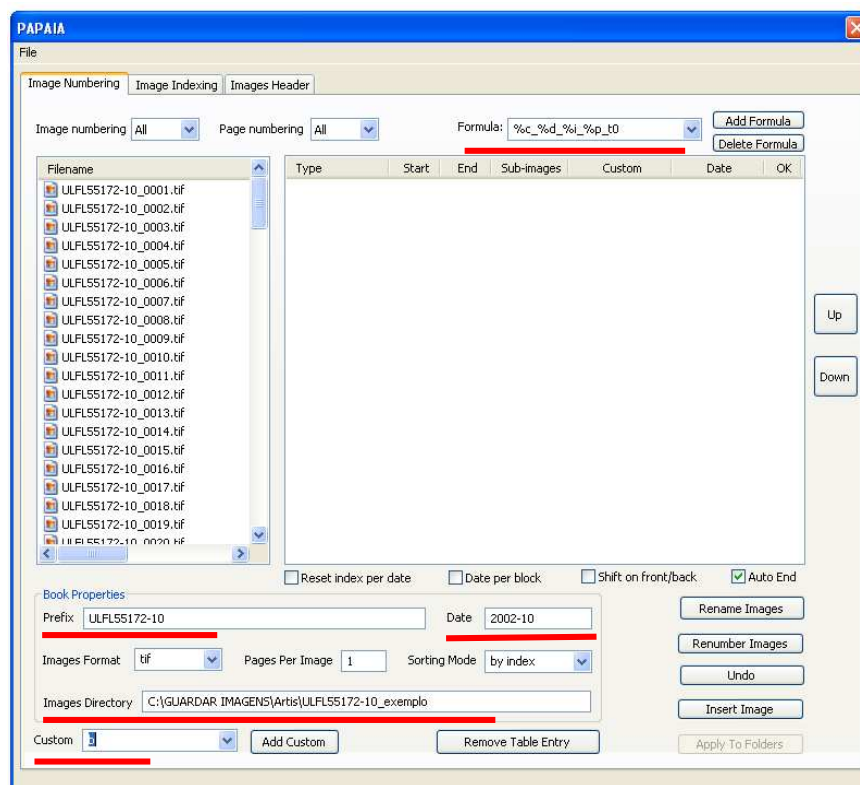 PAPAIA
File
Image Numbering Image Indexing Images Header
Image numbering All Page numbering All Formula: %c_%d_%i_%p_t0 Add Formula
Delete Formula
Filename Type Start End Sub-images Custom Date OK
ULFL55172-10_0001.tif
ULFL55172-10_0002.tif
ULFL55172-10_0003.tif
ULFL55172-10_0004.tif
ULFL55172-10_0005.tif
ULFL55172-10_0006.tif
ULFL55172-10_0007.tif
ULFL55172-10_0008.tif
ULFL55172-10_0009.tif
ULFL55172-10_0010.tif
ULFL55172-10_0011.tif
ULFL55172-10_0012.tif
ULFL55172-10_0013.tif
ULFL55172-10_0014.tif
ULFL55172-10_0015.tif
ULFL55172-10_0016.tif
ULFL55172-10_0017.tif
ULFL55172-10_0018.tif
ULFL55172-10_0019.tif
ULFL55172-10_0020.tif
Up
Down
Reset index per date Date per block Shift on front/back Auto End
Book Properties
Prefix ULFL55172-10 Date 2002-10 Rename Images
Images Format tif Pages Per Image 1 Sorting Mode by index Renumber Images
Undo
Images Directory C:\GUARDAR IMAGENS\Artis\ULFL55172-10_exemplo Insert Image
Custom Add Custom Remove Table Entry Apply To Folders